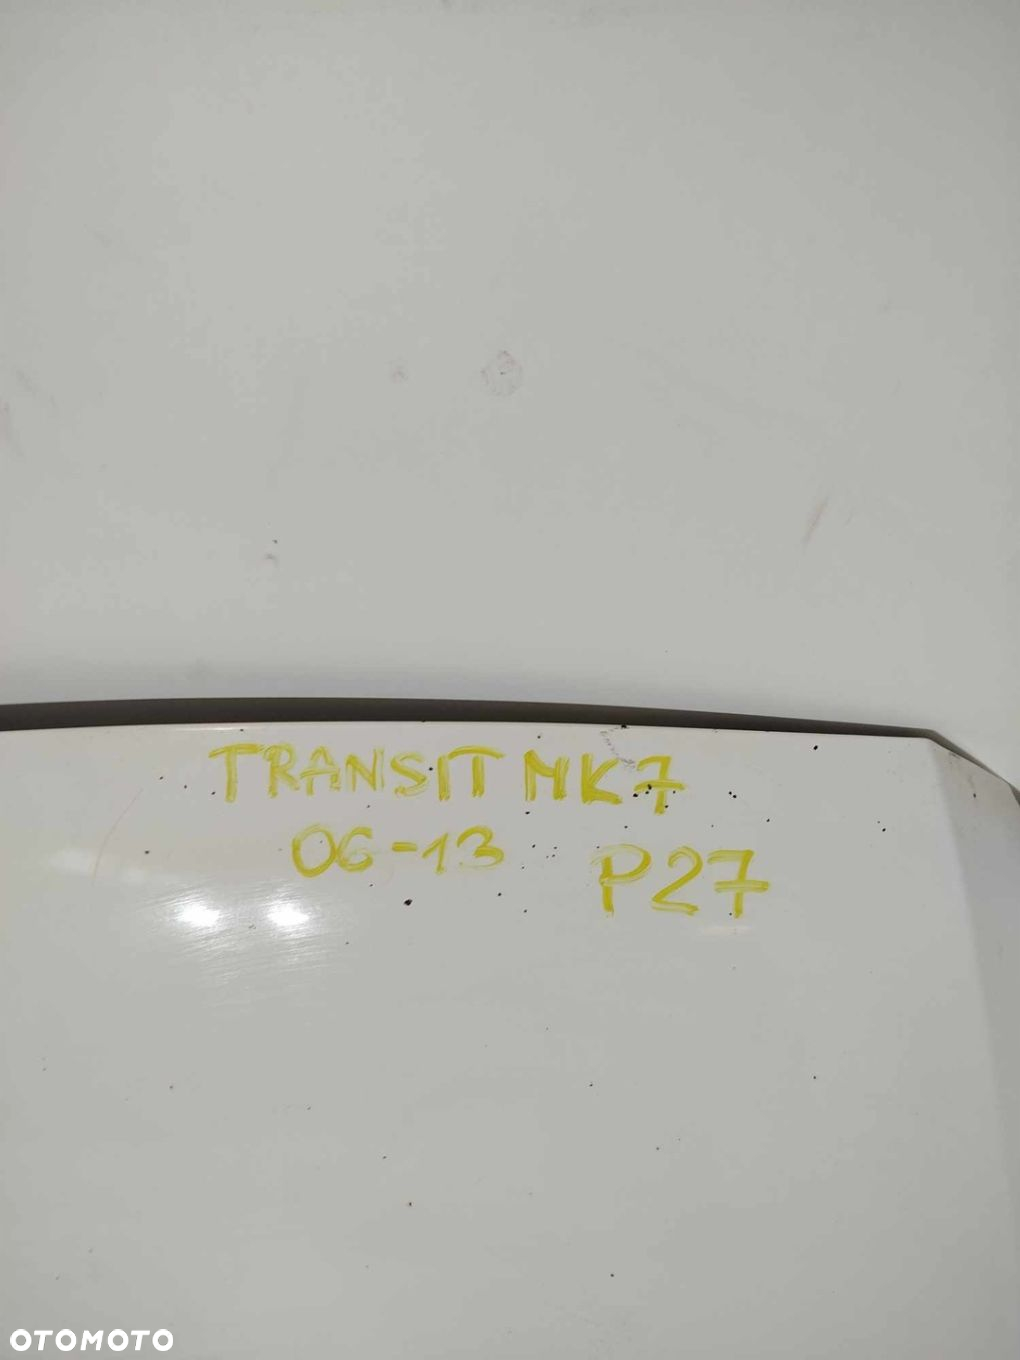 TRANSIT MK7
06-13
P27
OTOMOTO